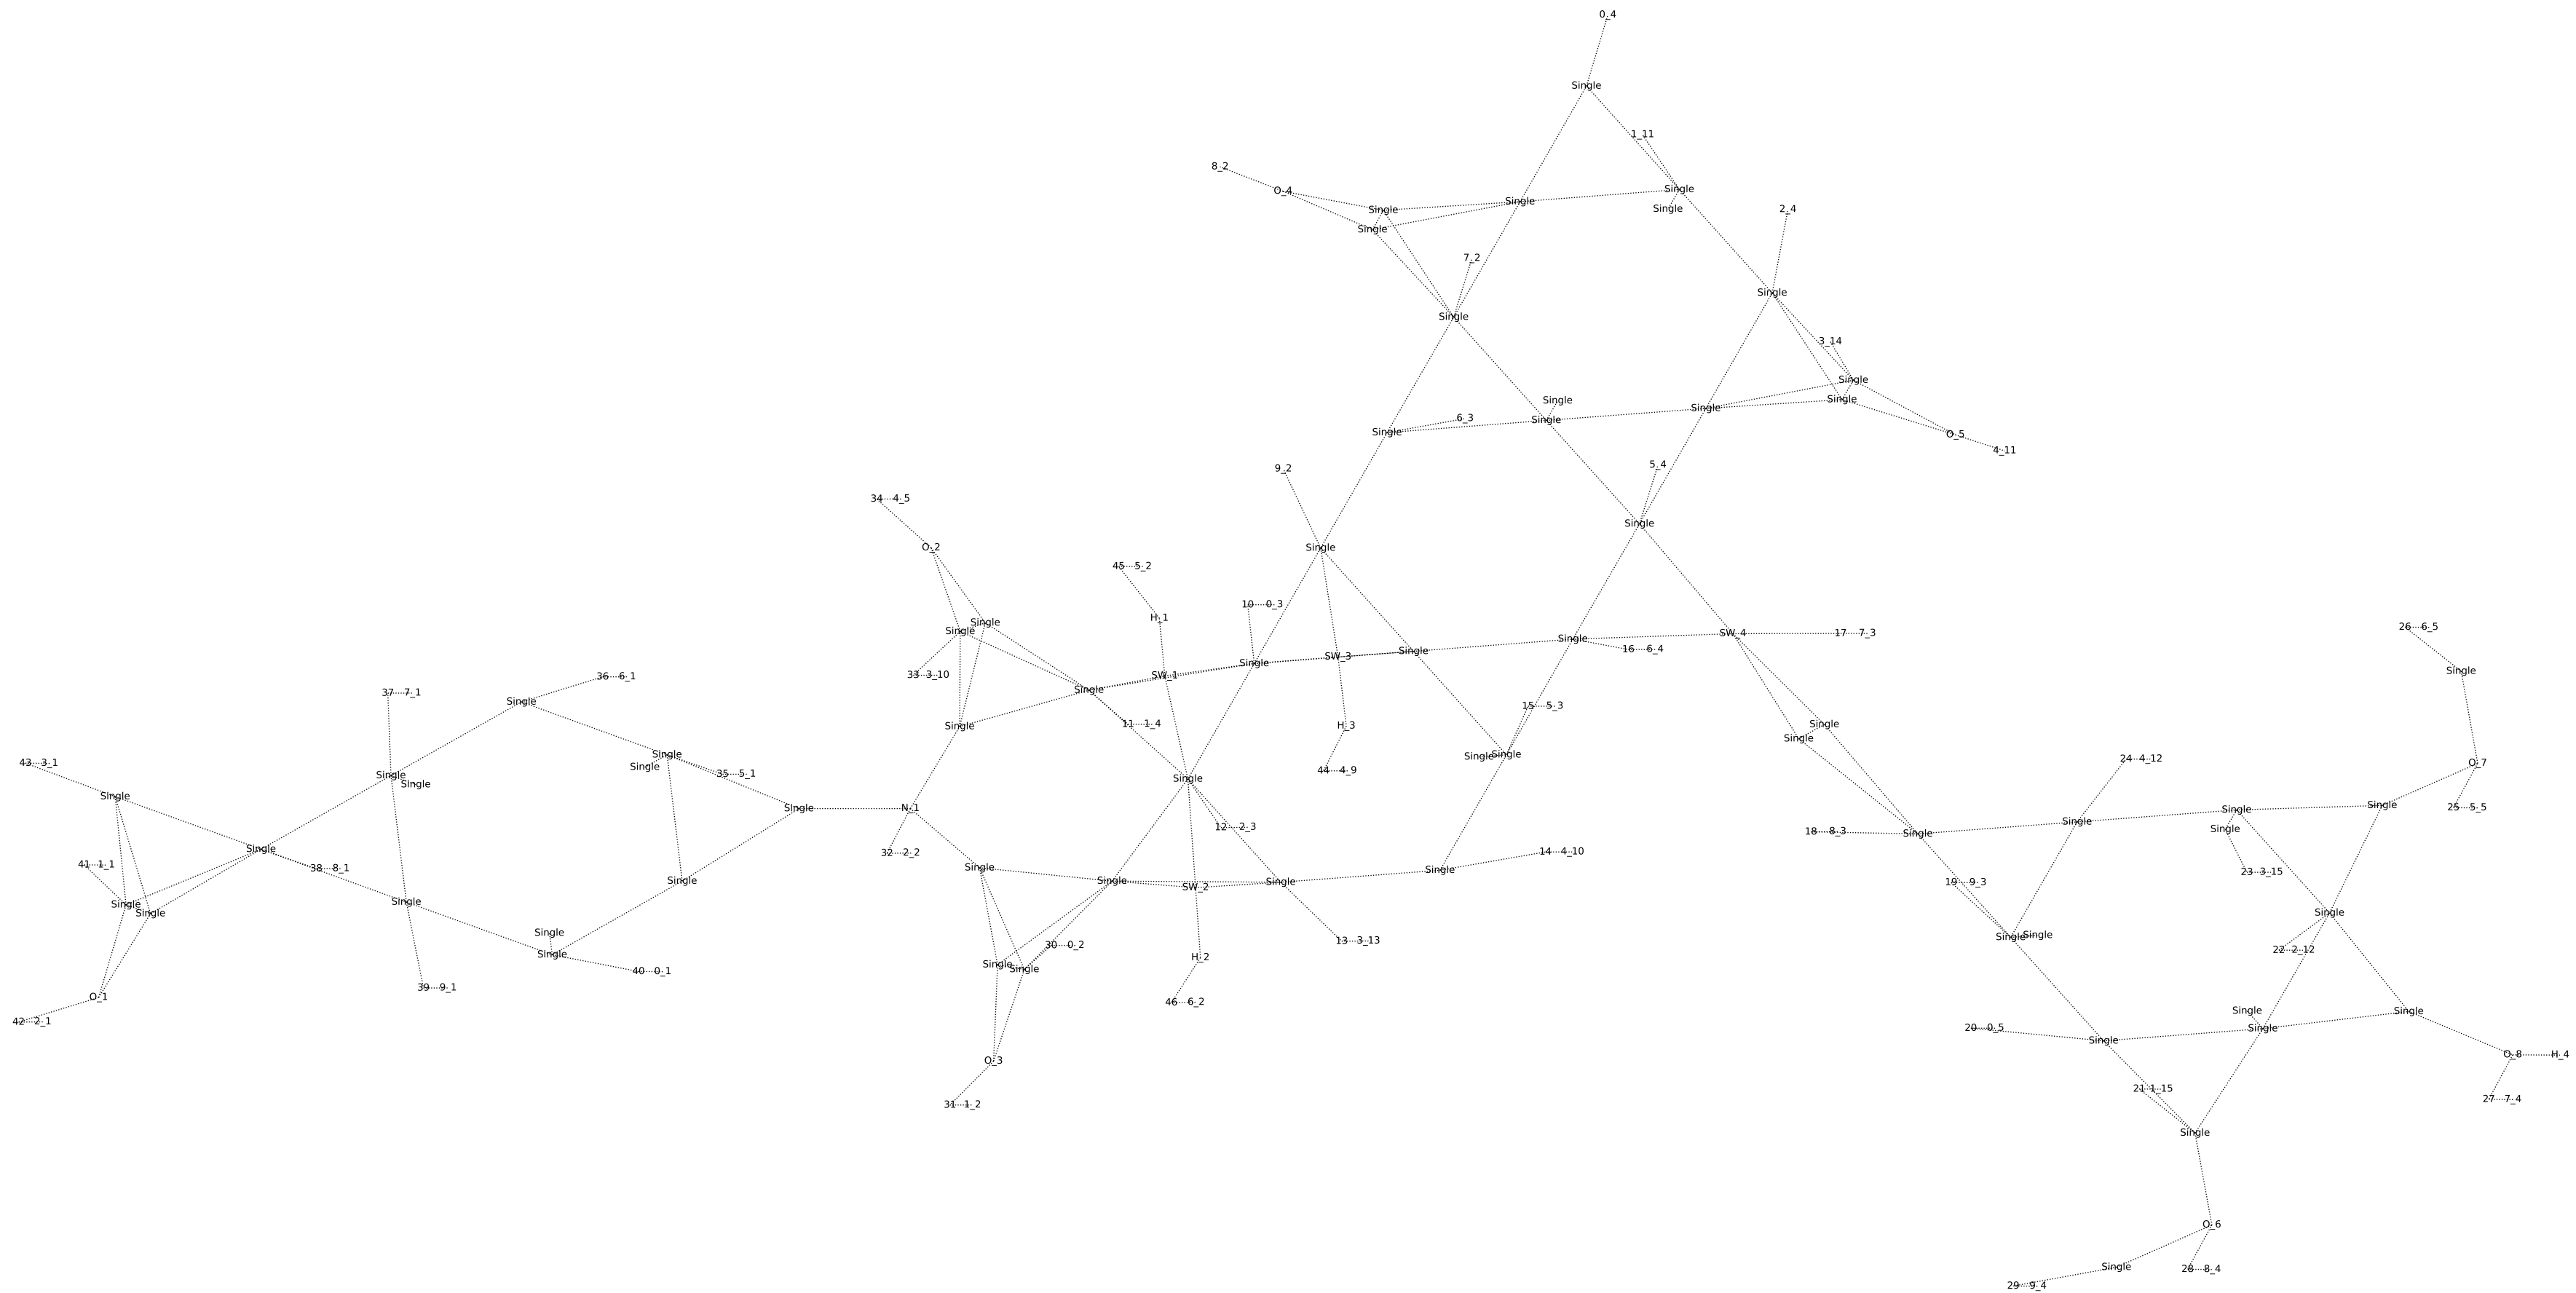 0_4
Single
1_11
8_2
Single
O_4
Single
Single
Single
2_4
Single
7_2
Single
Single
3_14
Single
Single
Single
Single
6_3
Single
Single
O_5
4_11
5_4
9_2
34 4_5
Single
O_2
Single
45 5_2
10 0_3
H_1
Single
Single
26 6_5
SW_4
17 7_3
Single
16 6_4
Single
SW_3
Single
Single
33 3_10
SW_1
36 6_1
Single
37 7_1
Single
Single
15 5_3
11 1_4
Single
H_3
Single
Single
Single
Single
Single
24 4_12
43 3_1
O_7
Single
35 5_1
44 4_9
Single
Single
Single
Single
Single
Single
N_1
25 5_5
Single
Single
12 2_3
Single
18 8_3
Single
Single
32 2_2
14 4_10
41 1_1
38 8_1
Single
Single
23 3_15
Single
Single
Single
SW_2
19 9_3
Single
Single
Single
Single
Single
Single
Single
13 3_13
30 0_2
22 2_12
Single
H_2
Single
Single
40 0_1
39 9_1
O_1
46 6_2
Single
Single
42 2_1
20 0_5
Single
Single
O_8
H_4
O_3
21 1_15
27 7_4
31 1_2
Single
O_6
Single
28 8_4
29 9_4